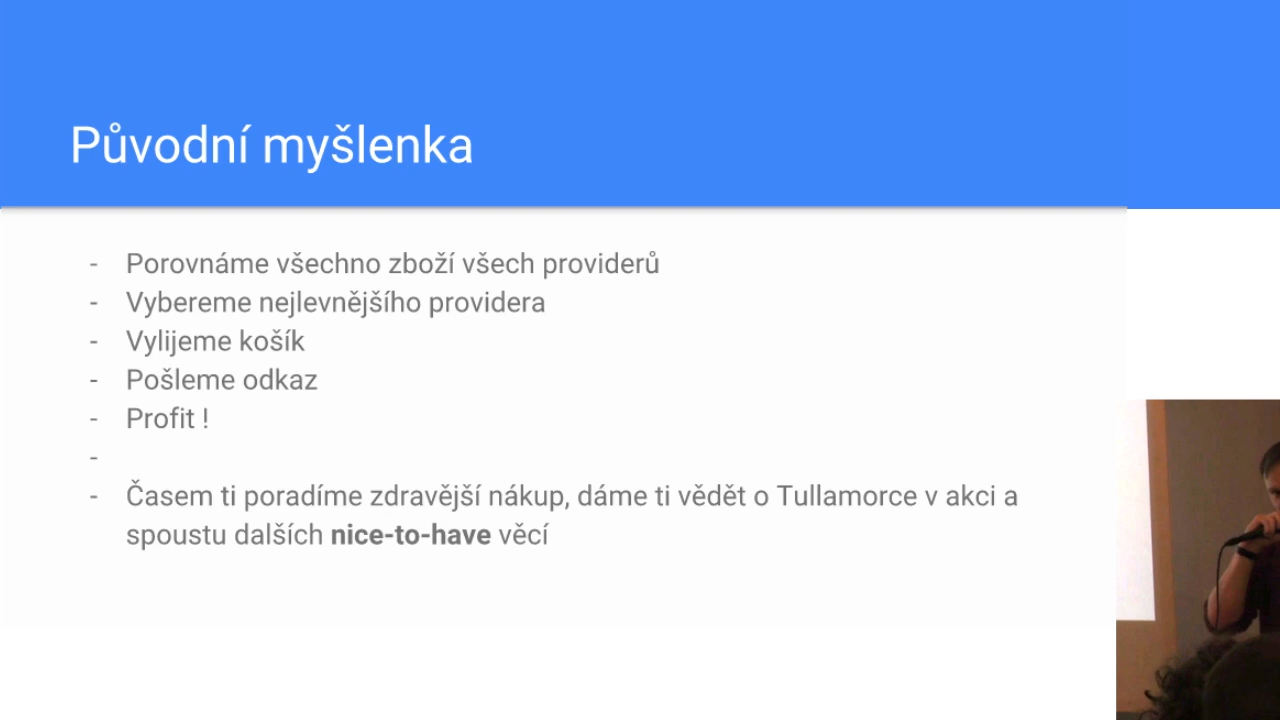 Původní myšlenka
- Porovnáme všechno zboží všech providerů
- Vybereme nejlevnějšího providera
- Vylijeme košík
- Pošleme odkaz
- Profit !
-
- Časem ti poradíme zdravější nákup, dáme ti vědět o Tullamorce v akci a
spoustu dalších nice-to-have věcí